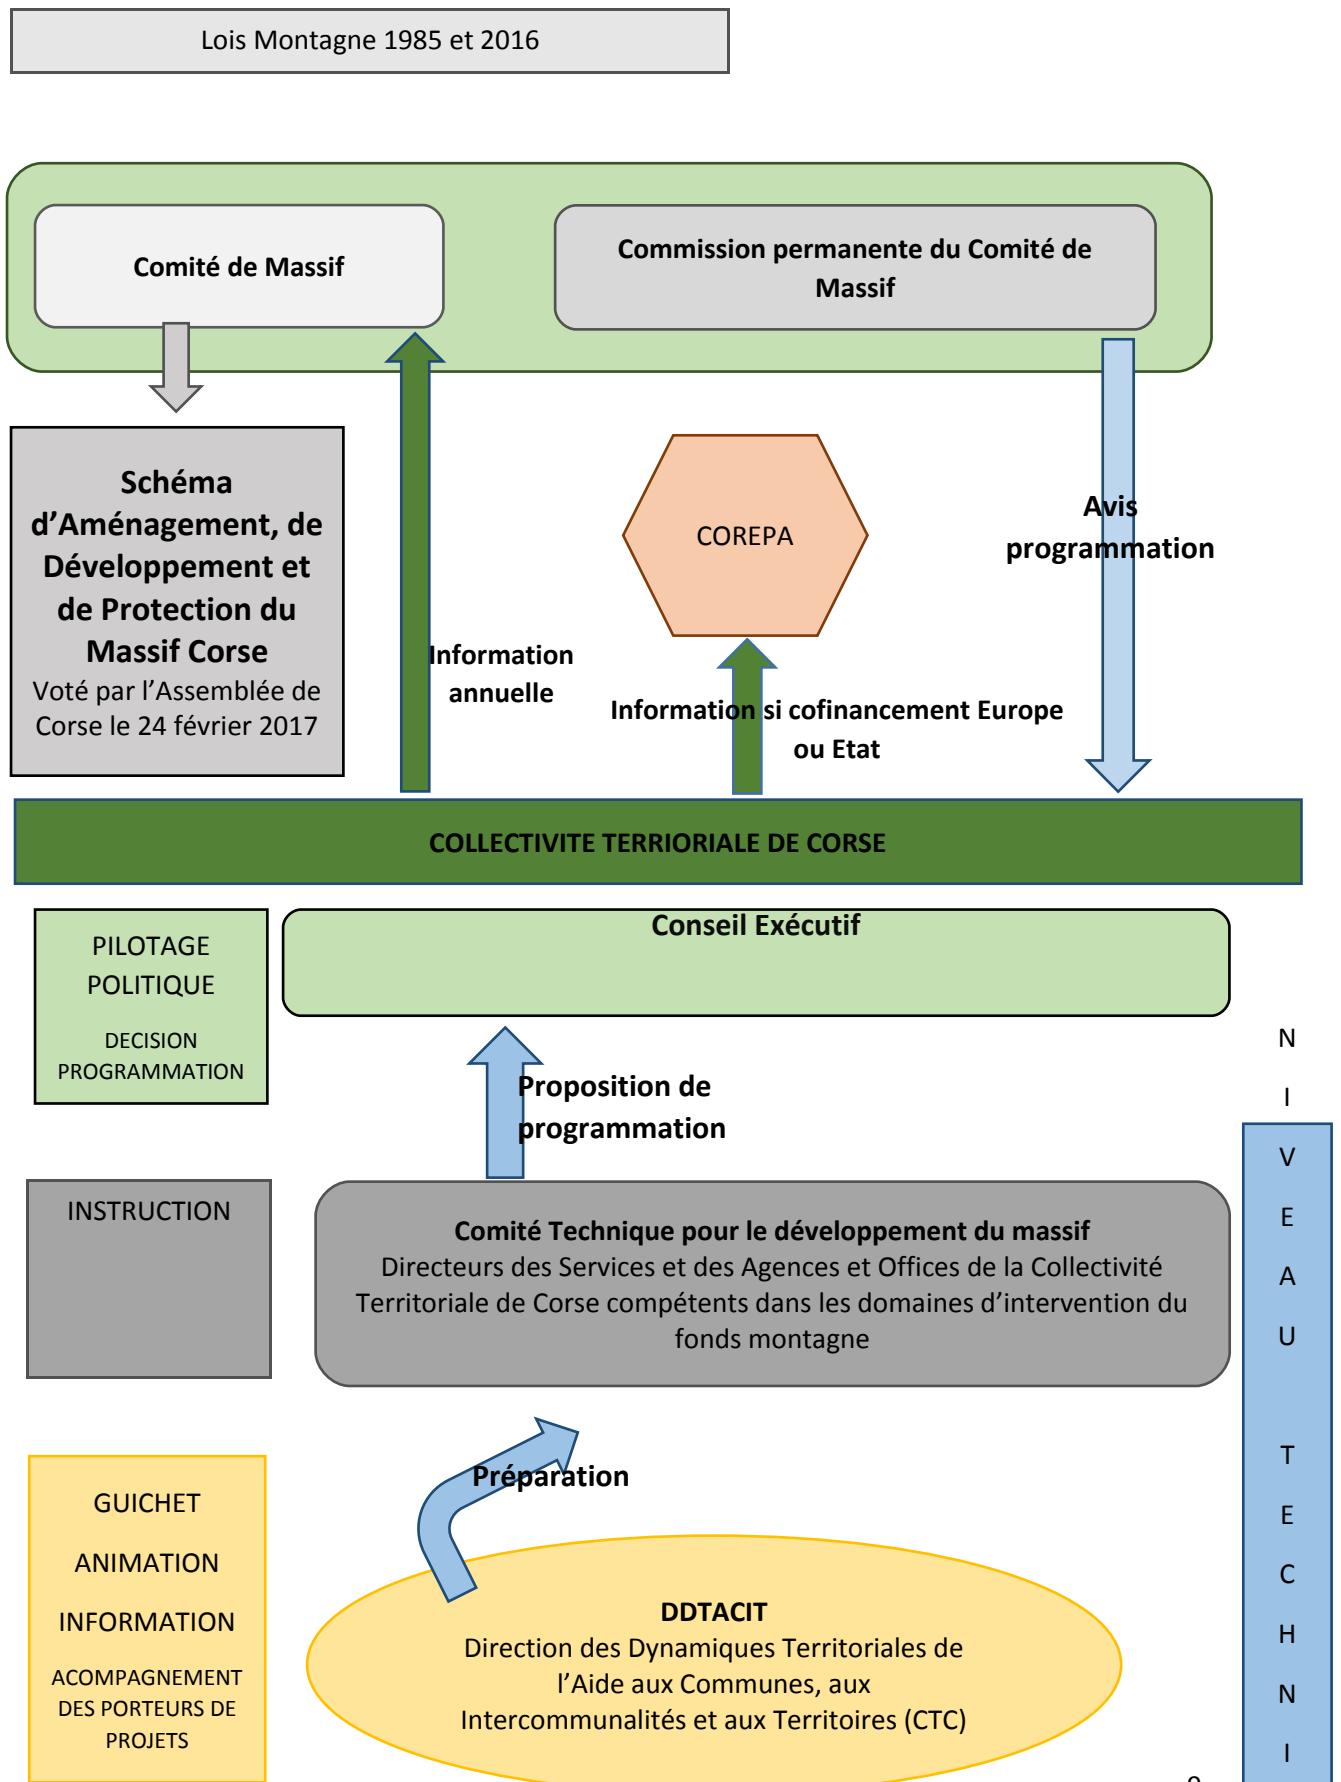 Lois Montagne 1985 et 2016
Comité de Massif
Commission permanente du Comité de
Massif
Schéma
d’Aménagement, de
Développement et
de Protection du
Massif Corse
Voté par l’Assemblée de
Corse le 24 février 2017
Information
annuelle
COREPA
Information si cofinancement Europe
ou Etat
Avis
programmation
COLLECTIVITE TERRIORIALE DE CORSE
PILOTAGE
POLITIQUE
DECISION
PROGRAMMATION
Conseil Exécutif
Proposition de
programmation
INSTRUCTION
Comité Technique pour le développement du massif
Directeurs des Services et des Agences et Offices de la Collectivité
Territoriale de Corse compétents dans les domaines d’intervention du
fonds montagne
Préparation
GUICHET
ANIMATION
INFORMATION
ACOMPAGNEMENT
DES PORTEURS DE
PROJETS
DDTACIT
Direction des Dynamiques Territoriales de
l’Aide aux Communes, aux
Intercommunalités et aux Territoires (CTC)
N
I
V
E
A
U
T
E
C
H
N
I